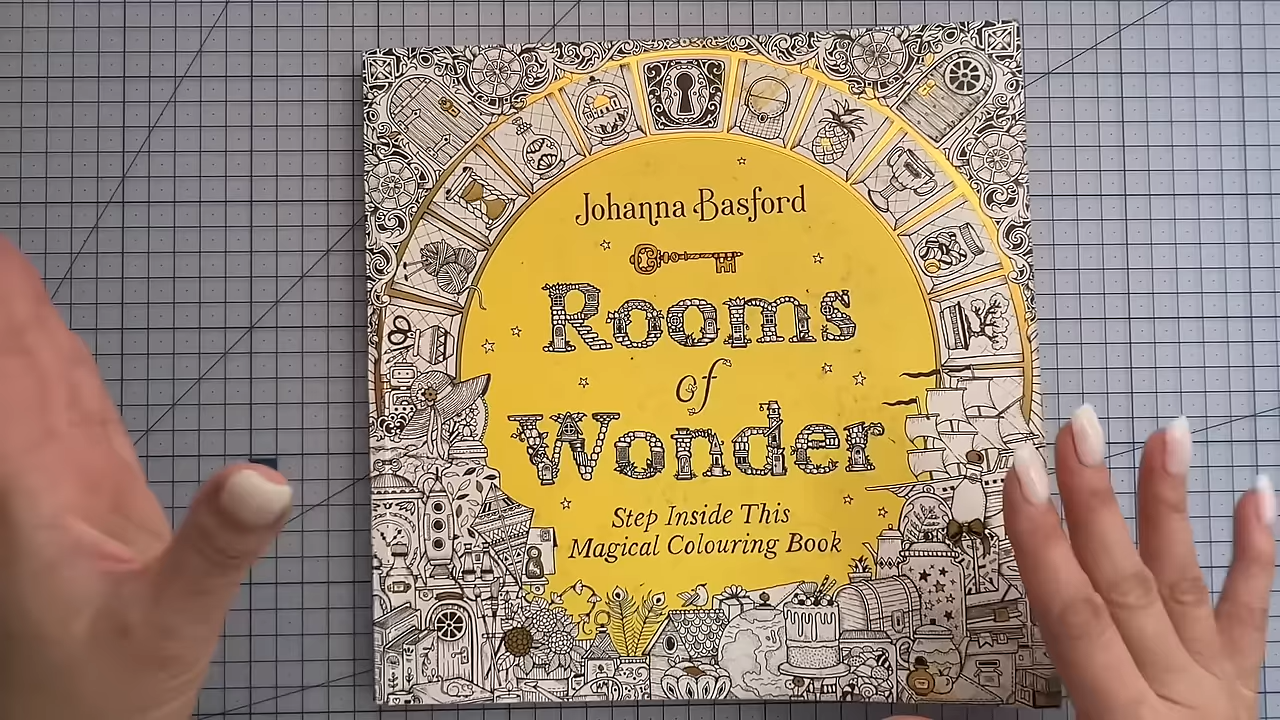 Johanna Basford
Rooms
of
Wonder
Step Inside This
Magical Colouring Book